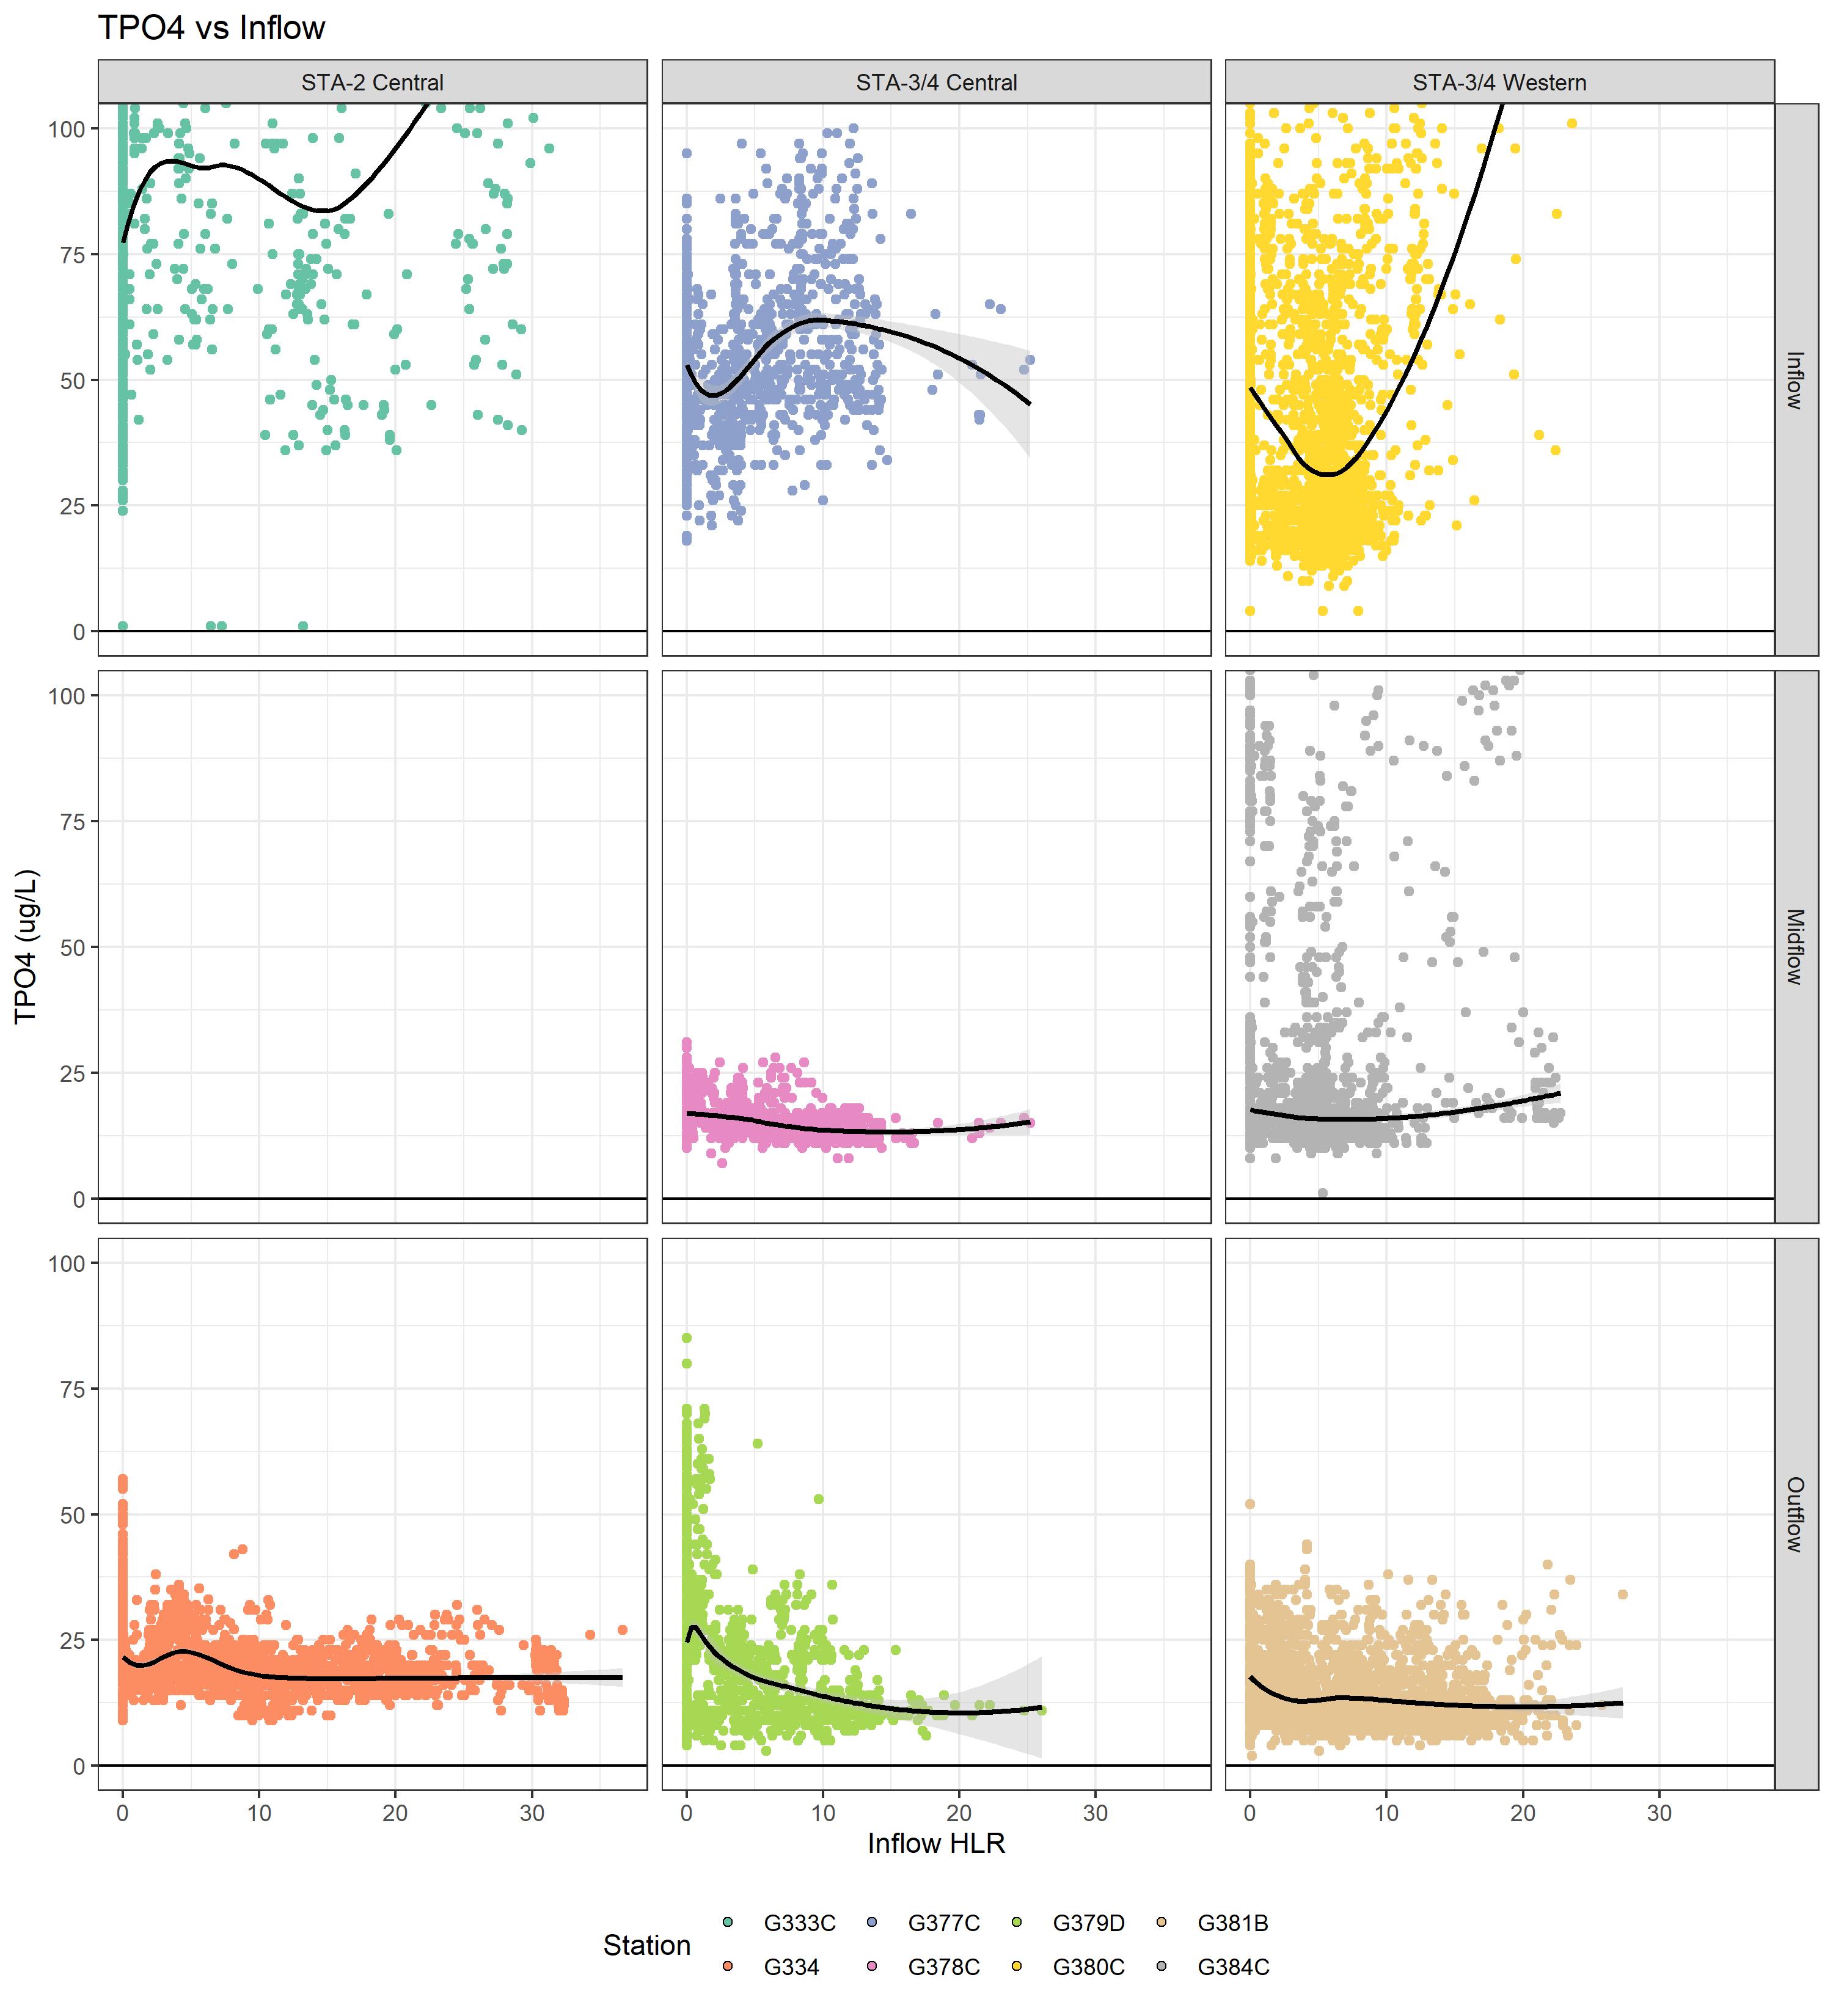 TPO4 vs Inflow
STA-2 Central
STA-3/4 Central
STA-3/4 Western
100
75
50
25
0
Inflow
100
75
50
25
0
Midflow
TPO4 (ug/L)
100
75
50
25
0
Outflow
0 10 20 30
0 10 20 30
0 10 20 30
Inflow HLR
Station
G333C G377C G379D G381B
G334 G378C G380C G384C